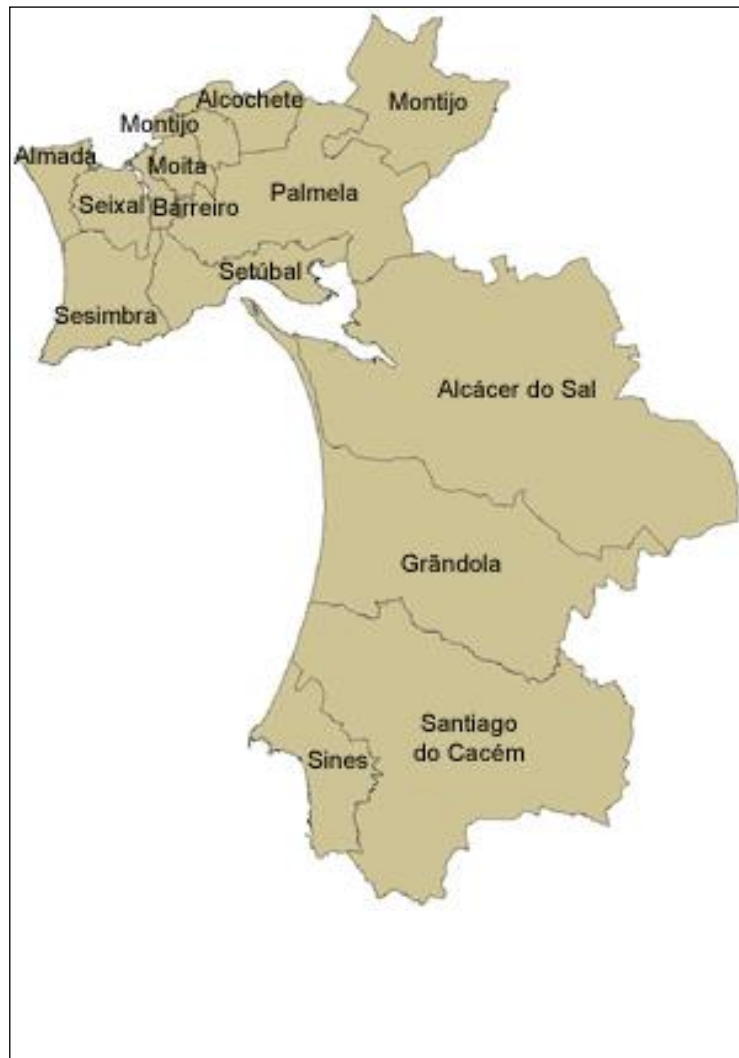 Alcochete
Montijo
Montijo
Almada
Moita
Palmela
Seixal
Barreiro
Setúbal
Sesimbra
Alcácer do Sal
Grândola
Santiago
do Cacém
Sines